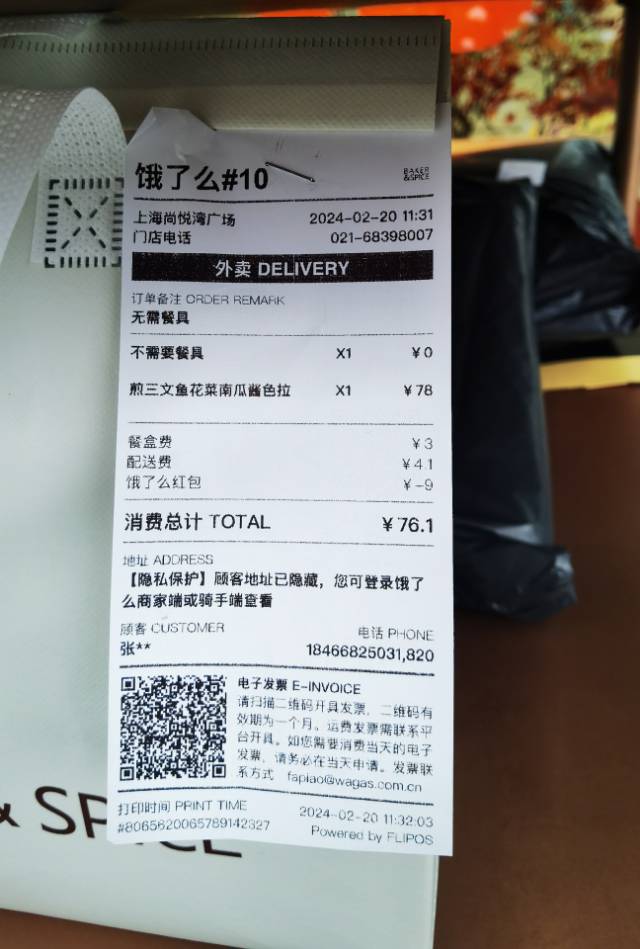 饿了么#10
BAKER
&SPICE
上海尚悦湾广场 2024-02-20 11:31
门店电话 021-68398007
外卖 DELIVERY
订单备注 ORDER REMARK
无需餐具
不需要餐具 X1 ¥0
煎三文鱼花菜南瓜酱色拉 X1 ¥78
餐盒费 ¥3
配送费 ¥4.1
饿了么红包 ¥-9
消费总计 TOTAL ¥76.1
地址 ADDRESS
【隐私保护】顾客地址已隐藏，您可登录饿了
么商家端或骑手端查看
顾客 CUSTOMER 电话 PHONE
张** 18466825031,820
电子发票 E-INVOICE
请扫描二维码开具发票，二维码有
效期为一个月。运费发票需联系平
台开具。如您需要消费当天的电子
发票，请务必在当天申请。发票联
系方式 fapiao@wagas.com.cn
打印时间 PRINT TIME 2024-02-20 11:32:03
#8065620065789142327 Powered by FLIPOS
& SPICE